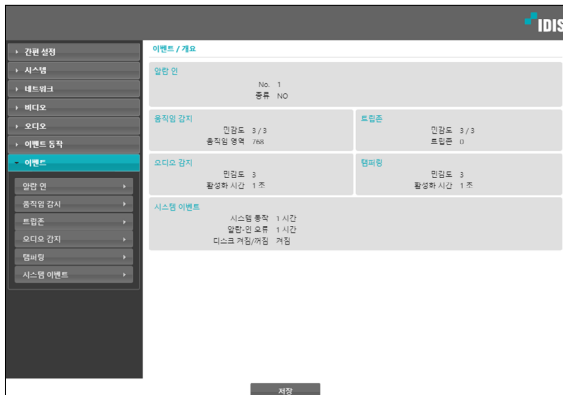 IDIS
간편 설정
시스템
네트워크
비디오
오디오
이벤트 동작
이벤트
알람 인
움직임 감지
트립존
오디오 감지
탬퍼링
시스템 이벤트
이벤트 / 개요
알람 인
No. 1
종류 NO
움직임 감지
민감도 3 / 3
움직임 영역 768
트립존
민감도 3 / 3
트립존 0
오디오 감지
민감도 3
활성화 시간 1 초
탬퍼링
민감도 3
활성화 시간 1 초
시스템 이벤트
시스템 동작 1 시간
알람-인 오류 1 시간
디스크 켜짐/꺼짐 켜짐
저장